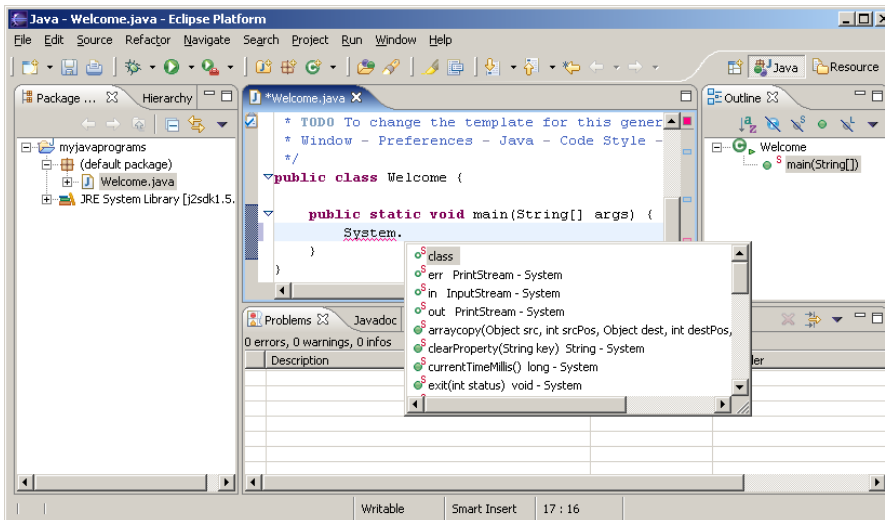 Java - Welcome.java - Eclipse Platform
File Edit Source Refactor Navigate Search Project Run Window Help
Java Resource
Package ... Hierarchy
myjavaprograms
(default package)
Welcome.java
JRE System Library [j2sdk1.5.
*Welcome.java
* TODO To change the template for this gener
* Window - Preferences - Java - Code Style -
*/
public class Welcome {
public static void main(String[] args) {
System.
}
}
class
err PrintStream - System
in InputStream - System
out PrintStream - System
arraycopy(Object src, int srcPos, Object dest, int destPos,
clearProperty(String key) String - System
currentTimeMillis() long - System
exit(int status) void - System
Outline
Welcome
main(String[])
Problems Javadoc
0 errors, 0 warnings, 0 infos
Description
Writable Smart Insert 17 : 16